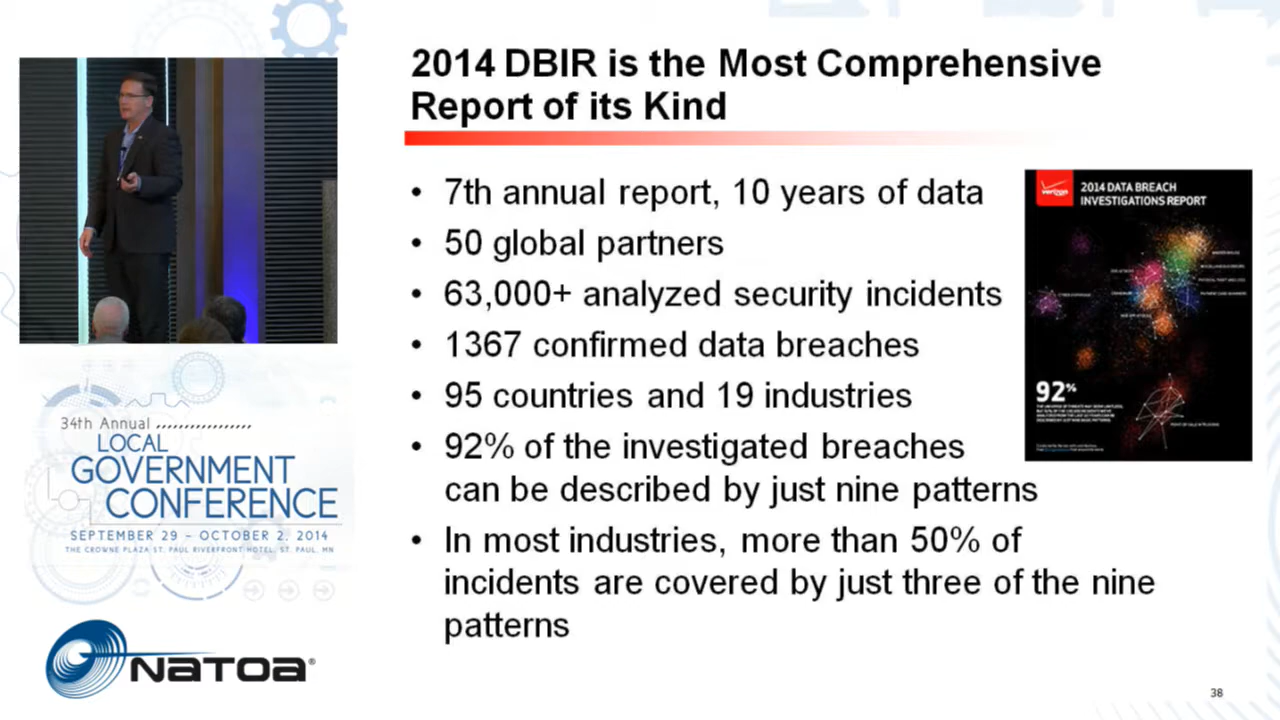 2014 DBIR is the Most Comprehensive
Report of its Kind
• 7th annual report, 10 years of data
• 50 global partners
• 63,000+ analyzed security incidents
• 1367 confirmed data breaches
• 95 countries and 19 industries
• 92% of the investigated breaches
can be described by just nine patterns
• In most industries, more than 50% of
incidents are covered by just three of the nine
patterns
verizon
2014 DATA BREACH
INVESTIGATIONS REPORT
92%
34th Annual
LOCAL
GOVERNMENT
CONFERENCE
SEPTEMBER 29 - OCTOBER 2, 2014
THE CROWNE PLAZA ST. PAUL RIVERFRONT HOTEL, ST. PAUL, MN
NATOA®
38